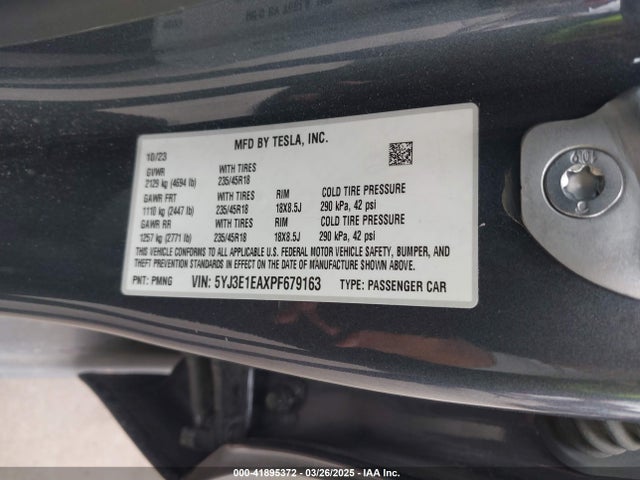 MFD BY TESLA, INC.
10/23
GVWR WITH TIRES
2129 kg (4694 lb) 235/45R18
GAWR FRT WITH TIRES RIM COLD TIRE PRESSURE
1110 kg (2447 lb) 235/45R18 18X8.5J 290 kPa, 42 psi
GAWR RR WITH TIRES RIM COLD TIRE PRESSURE
1257 kg (2771 lb) 235/45R18 18X8.5J 290 kPa, 42 psi
THIS VEHICLE CONFORMS TO ALL APPLICABLE U.S. FEDERAL MOTOR VEHICLE SAFETY, BUMPER, AND
THEFT PREVENTION STANDARDS IN EFFECT ON THE DATE OF MANUFACTURE SHOWN ABOVE.
PNT: PMNG VIN: 5YJ3E1EAXPF679163 TYPE: PASSENGER CAR
10.9
000-41895372 | 03/26/2025 | IAA Inc.